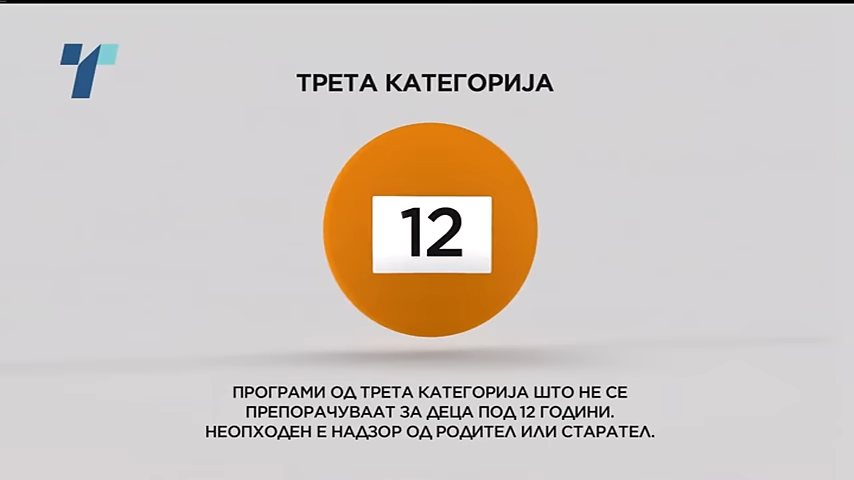 ТРЕТА КАТЕГОРИЈА
12
ПРОГРАМИ ОД ТРЕТА КАТЕГОРИЈА ШТО НЕ СЕ
ПРЕПОРАЧУВААТ ЗА ДЕЦА ПОД 12 ГОДИНИ.
НЕОПХОДЕН Е НАДЗОР ОД РОДИТЕЛ ИЛИ СТАРАТЕЛ.